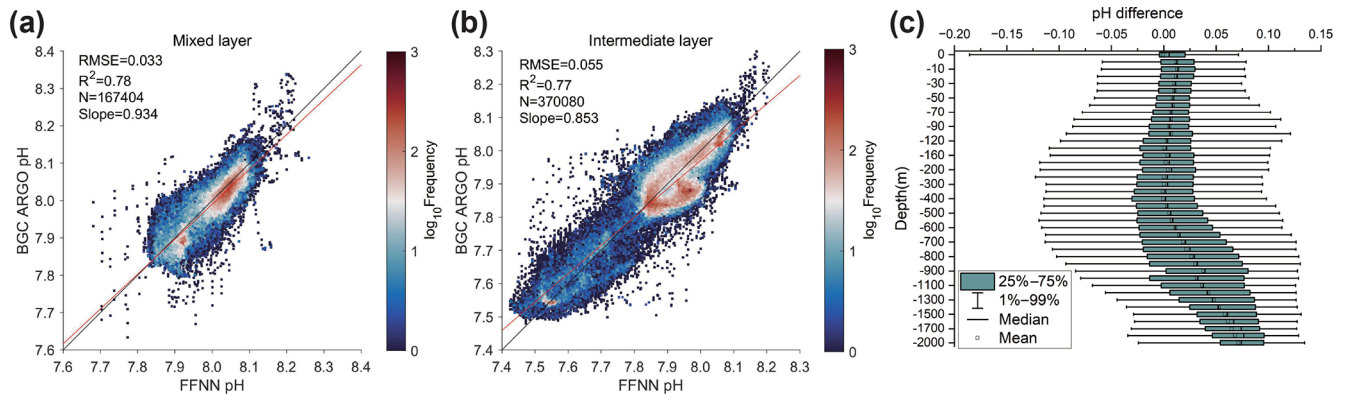 (a)
Mixed layer
RMSE=0.033
R²=0.78
N=167404
Slope=0.934
8.4
8.3
8.2
8.1
8.0
7.9
7.8
7.7
7.6
BGC ARGO pH
7.6 7.7 7.8 7.9 8.0 8.1 8.2 8.3 8.4
FFNN pH
3
2
1
0
log₁₀Frequency
(b)
Intermediate layer
RMSE=0.055
R²=0.77
N=370080
Slope=0.853
8.3
8.2
8.1
8.0
7.9
7.8
7.7
7.6
7.5
7.4
BGC ARGO pH
7.4 7.5 7.6 7.7 7.8 7.9 8.0 8.1 8.2 8.3
FFNN pH
3
2
1
0
log₁₀Frequency
(c)
pH difference
-0.20 -0.15 -0.10 -0.05 0.00 0.05 0.10 0.15
0
-10
-30
-50
-70
-90
-120
-160
-200
-300
-400
-500
-600
-700
-800
-900
-1100
-1300
-1500
-1700
-2000
Depth(m)
25%−75%
1%−99%
Median
Mean